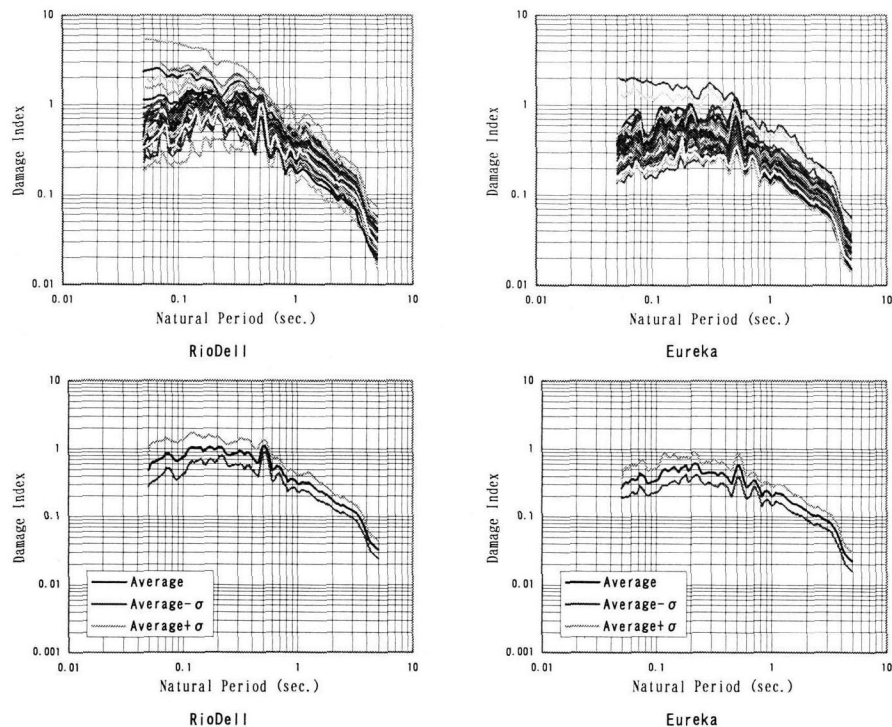 10
1
0.1
0.01
Damage Index
0.01
0.1
1
10
Natural Period (sec.)
RioDell
10
1
0.1
0.01
Damage Index
0.01
0.1
1
10
Natural Period (sec.)
Eureka
10
1
0.1
0.01
0.001
Damage Index
Average
Average-σ
Average+σ
0.01
0.1
1
10
Natural Period (sec.)
RioDell
10
1
0.1
0.01
0.001
Damage Index
Average
Average-σ
Average+σ
0.01
0.1
1
10
Natural Period (sec.)
Eureka